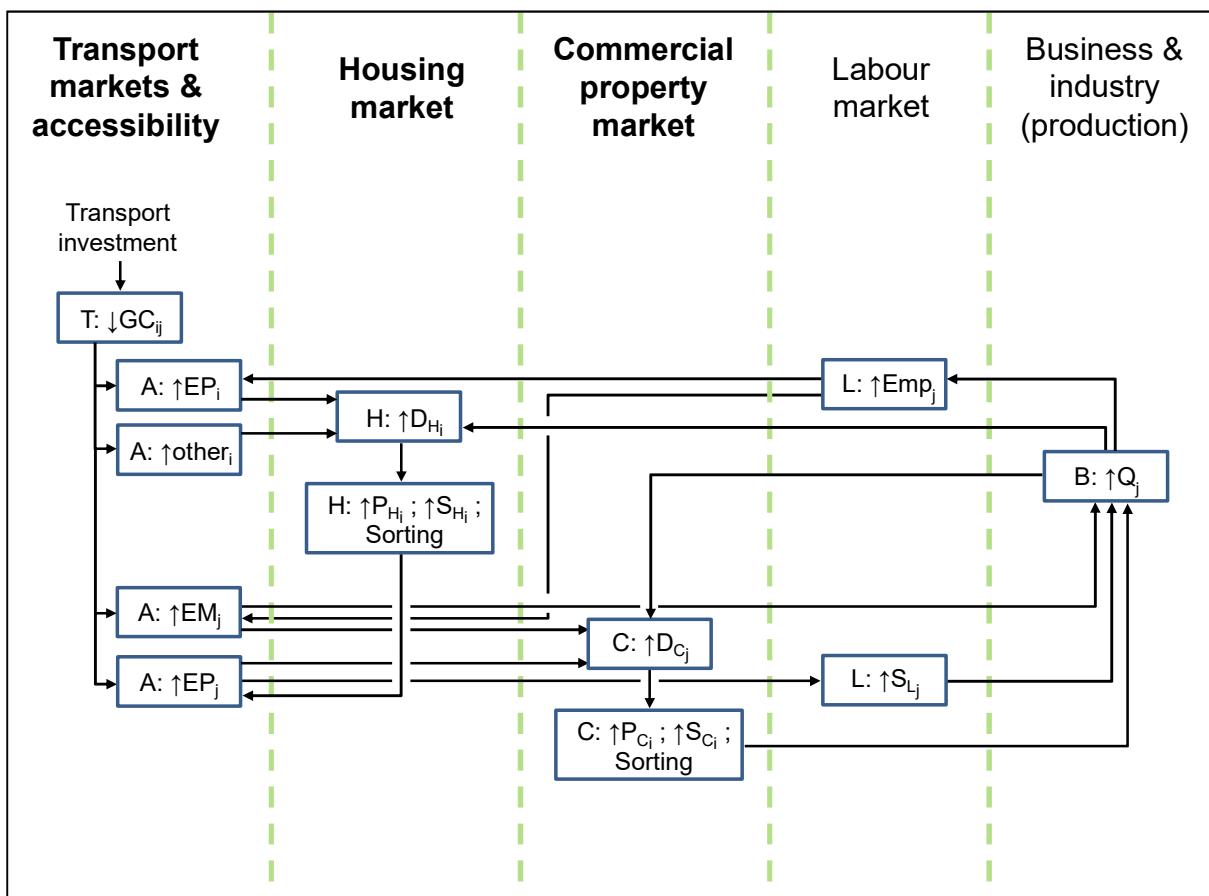 Transport
markets &
accessibility
Housing
market
Commercial
property
market
Labour
market
Business &
industry
(production)
Transport
investment
T: ↓GCij
A: ↑EPi
A: ↑otheri
H: ↑DHi
H: ↑PHi ; ↑SHi ;
Sorting
L: ↑Empj
B: ↑Qj
A: ↑EMj
A: ↑EPj
C: ↑DCj
L: ↑SLj
C: ↑PCi ; ↑SCi ;
Sorting